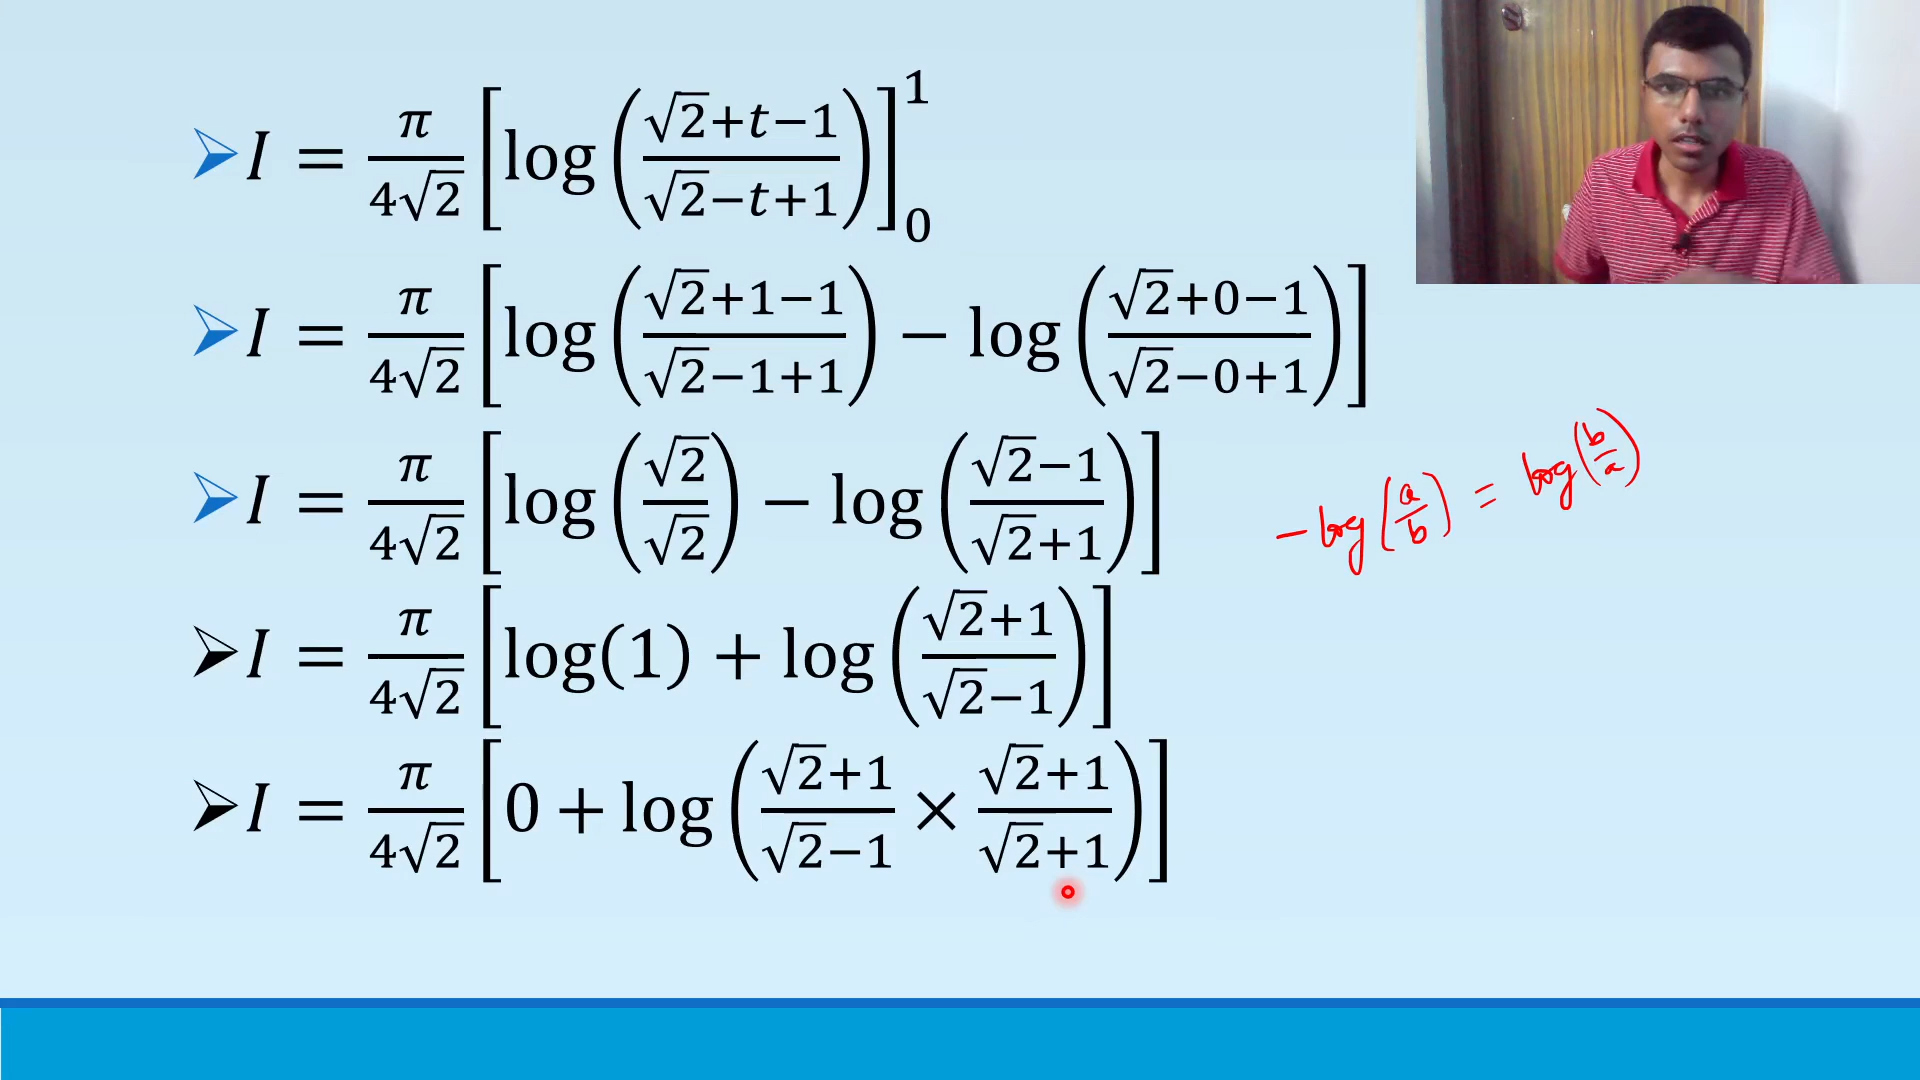 ➤ I = π/(4√2) [log((√2+t−1)/(√2−t+1))]₀¹
➤ I = π/(4√2) [log((√2+1−1)/(√2−1+1)) − log((√2+0−1)/(√2−0+1))]
➤ I = π/(4√2) [log(√2/√2) − log((√2−1)/(√2+1))]
− log(a/b) = log(b/a)
➤ I = π/(4√2) [log(1) + log((√2+1)/(√2−1))]
➤ I = π/(4√2) [0 + log((√2+1)/(√2−1) × (√2+1)/(√2+1))]